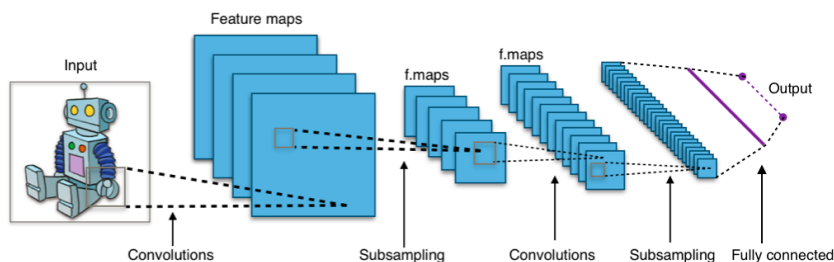 Feature maps
Input
f.maps
f.maps
Output
Convolutions
Subsampling
Convolutions
Subsampling
Fully connected